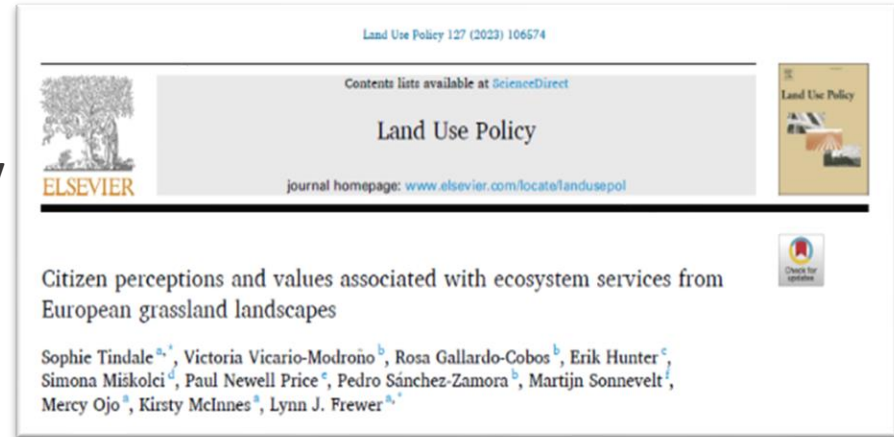 Land Use Policy 127 (2023) 106574
Contents lists available at ScienceDirect
Land Use Policy
journal homepage: www.elsevier.com/locate/landusepol
ELSEVIER
Land Use Policy
Check for
updates
Citizen perceptions and values associated with ecosystem services from
European grassland landscapes
Sophie Tindale a,*, Victoria Vicario-Modroño b, Rosa Gallardo-Cobos b, Erik Hunter c,
Simona Miškolci d, Paul Newell Price e, Pedro Sánchez-Zamora b, Martijn Sonnevelt f,
Mercy Ojo a, Kirsty McInnes a, Lynn J. Frewer a,*